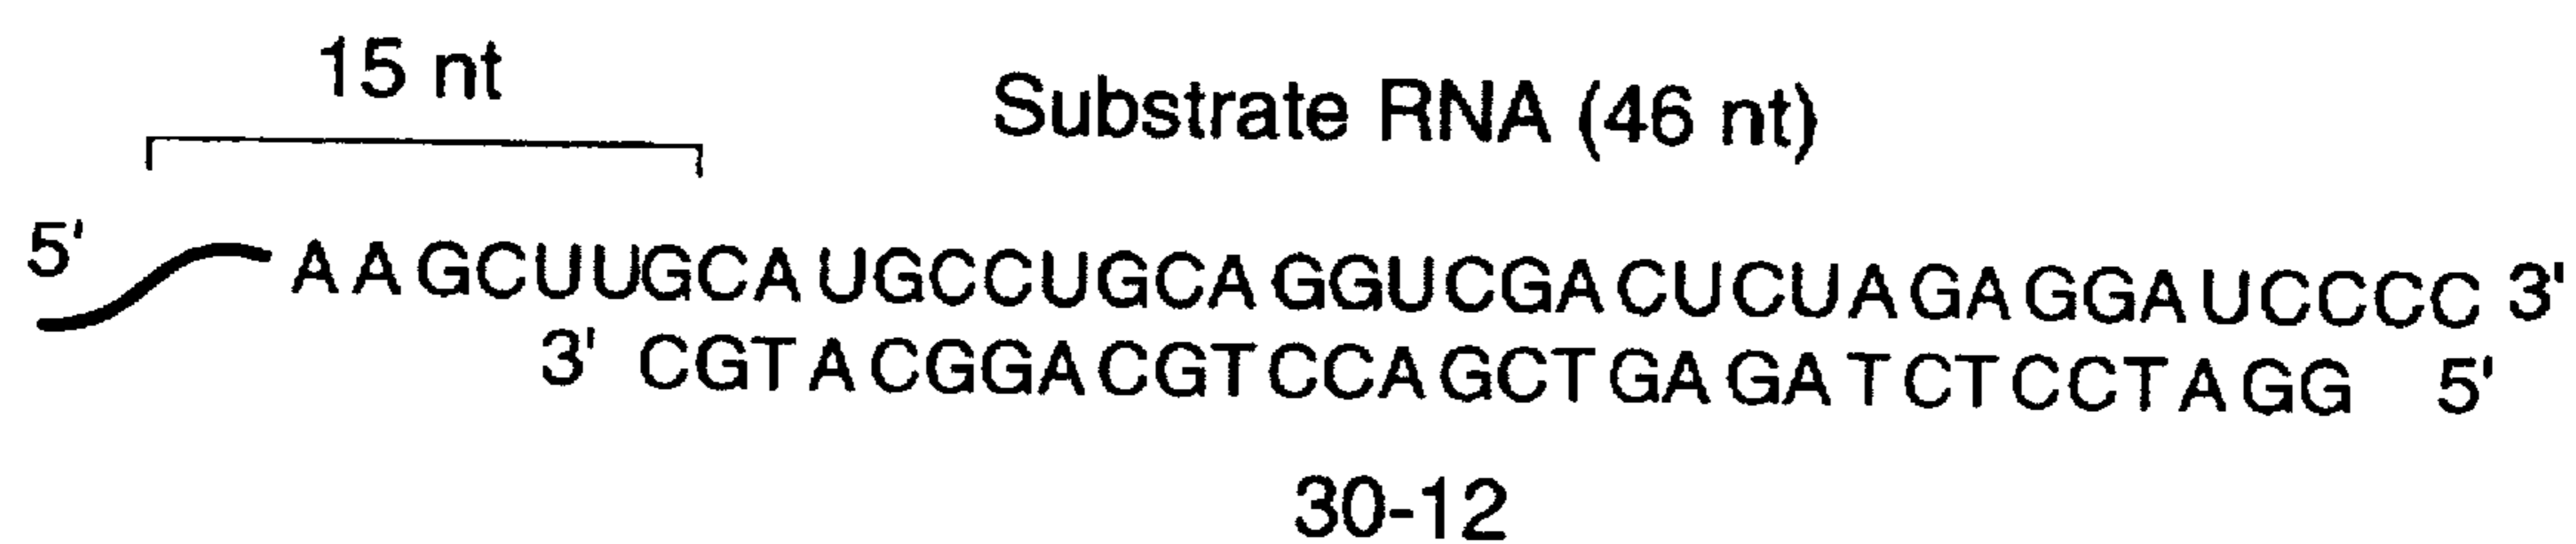 15 nt
Substrate RNA (46 nt)
5' AAGCUUGCAUGCCUGCAGGUCGACUCUAGAGGAUCCCC 3'
3' CGTACGGACGTCCAGCTGAGATCTCCTAGG 5'
30-12